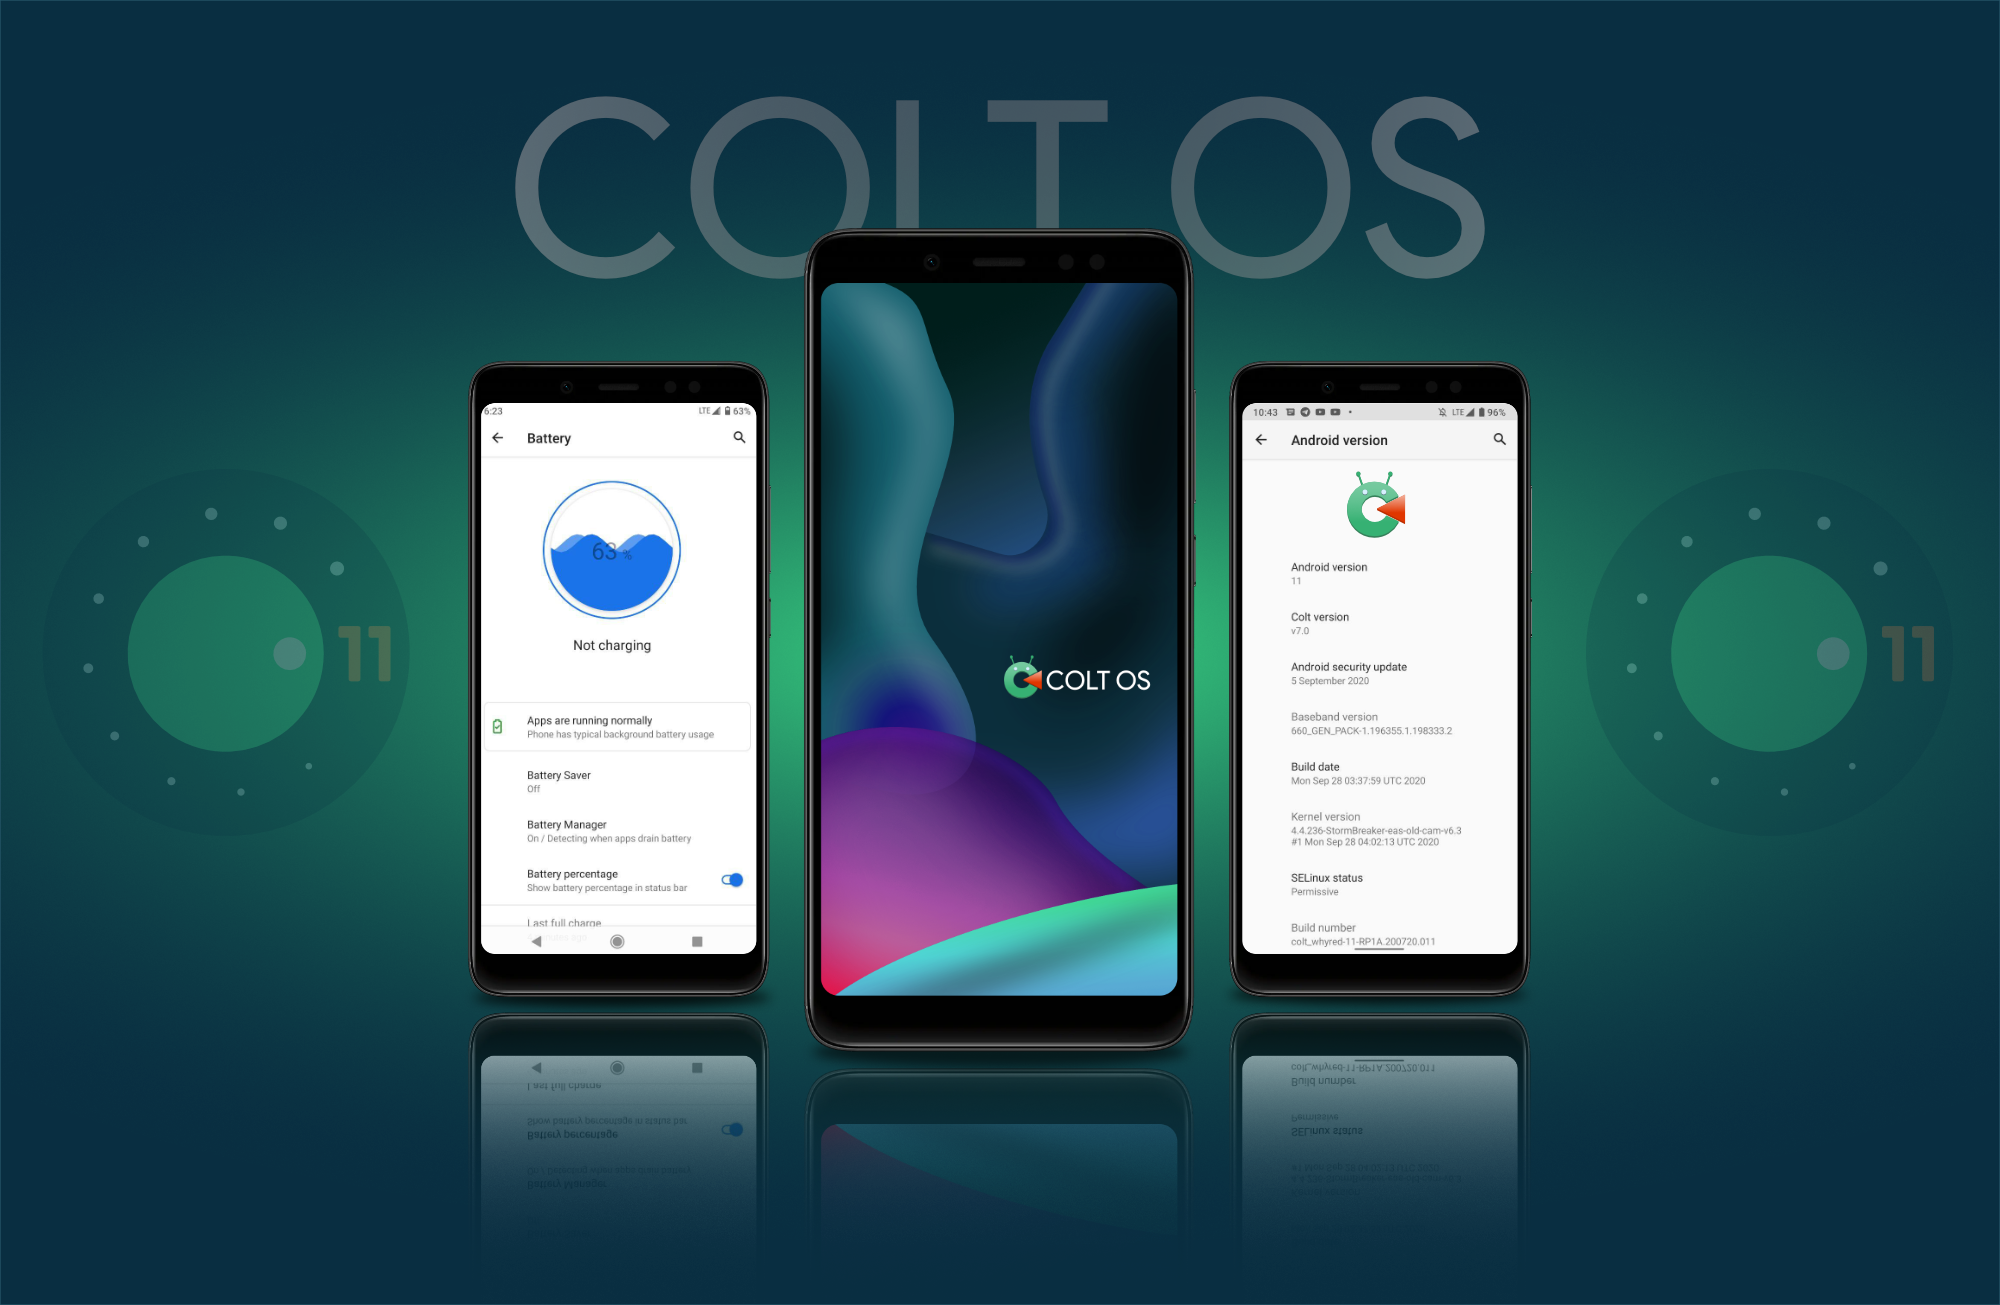 COLT OS
6:23
LTE 63%
Battery
63 %
Not charging
Apps are running normally
Phone has typical background battery usage
Battery Saver
Off
Battery Manager
On / Detecting when apps drain battery
Battery percentage
Show battery percentage in status bar
Last full charge
COLT OS
10:43
LTE 96%
Android version
Android version
11
Colt version
v7.0
Android security update
5 September 2020
Baseband version
660_GEN_PACK-1.196355.1.198333.2
Build date
Mon Sep 28 03:37:59 UTC 2020
Kernel version
4.4.236-StormBreaker-eas-old-cam-v6.3
#1 Mon Sep 28 04:02:13 UTC 2020
SELinux status
Permissive
Build number
colt_whyred-11-RP1A.200720.011
11
11